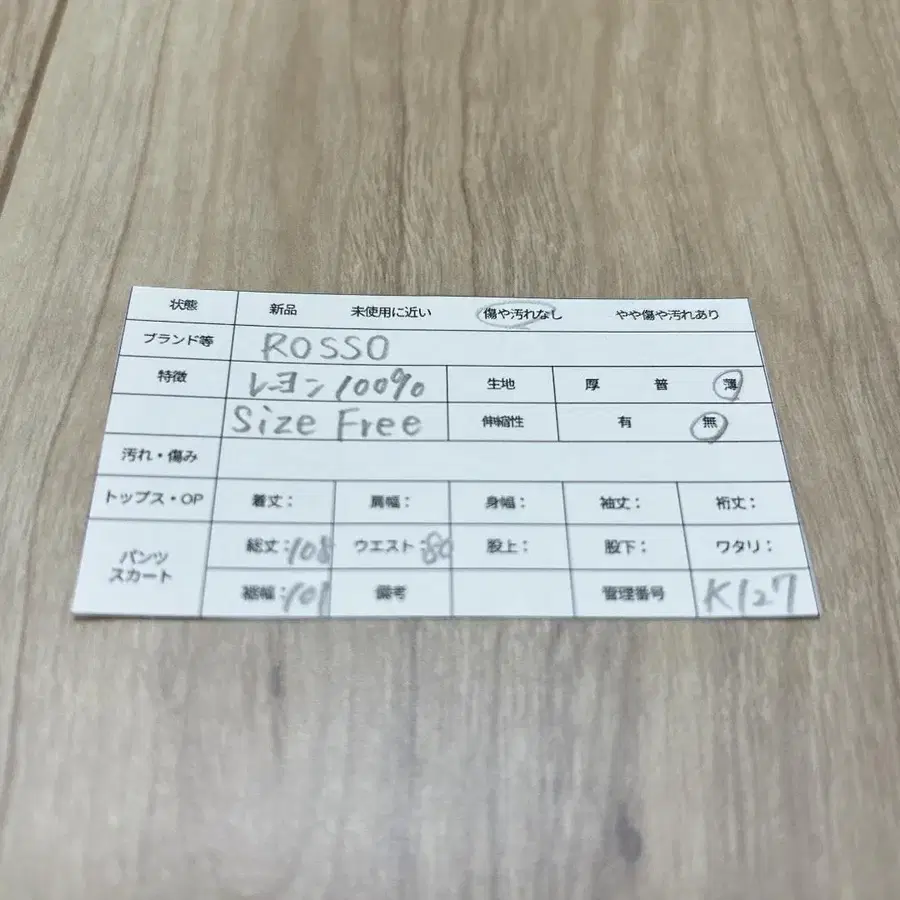 状態 新品 未使用に近い 傷や汚れなし やや傷や汚れあり
ブランド等 ROSSO
特徴 レヨン100% 生地 厚 普 薄
Size Free 伸縮性 有 無
汚れ・傷み
トップス・OP 着丈: 肩幅: 身幅: 袖丈: 裄丈:
パンツ スカート
総丈:108 ウエスト:80 股上: 股下: ワタリ:
裾幅:101 備考 管理番号 K127